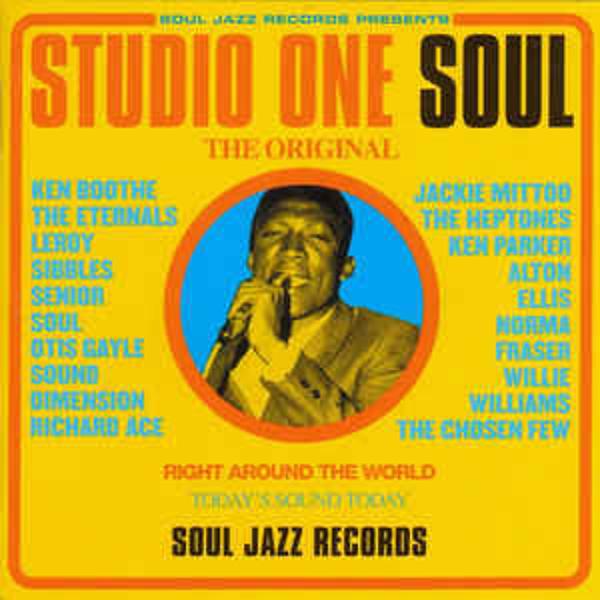 SOUL JAZZ RECORDS PRESENTS
STUDIO ONE SOUL
THE ORIGINAL
KEN BOOTHE
THE ETERNALS
LEROY
SIBBLES
SENIOR
SOUL
OTIS GAYLE
SOUND
DIMENSION
RICHARD ACE
JACKIE MITTOO
THE HEPTONES
KEN PARKER
ALTON
ELLIS
NORMA
FRASER
WILLIE
WILLIAMS
THE CHOSEN FEW
RIGHT AROUND THE WORLD
TODAY'S SOUND TODAY
SOUL JAZZ RECORDS